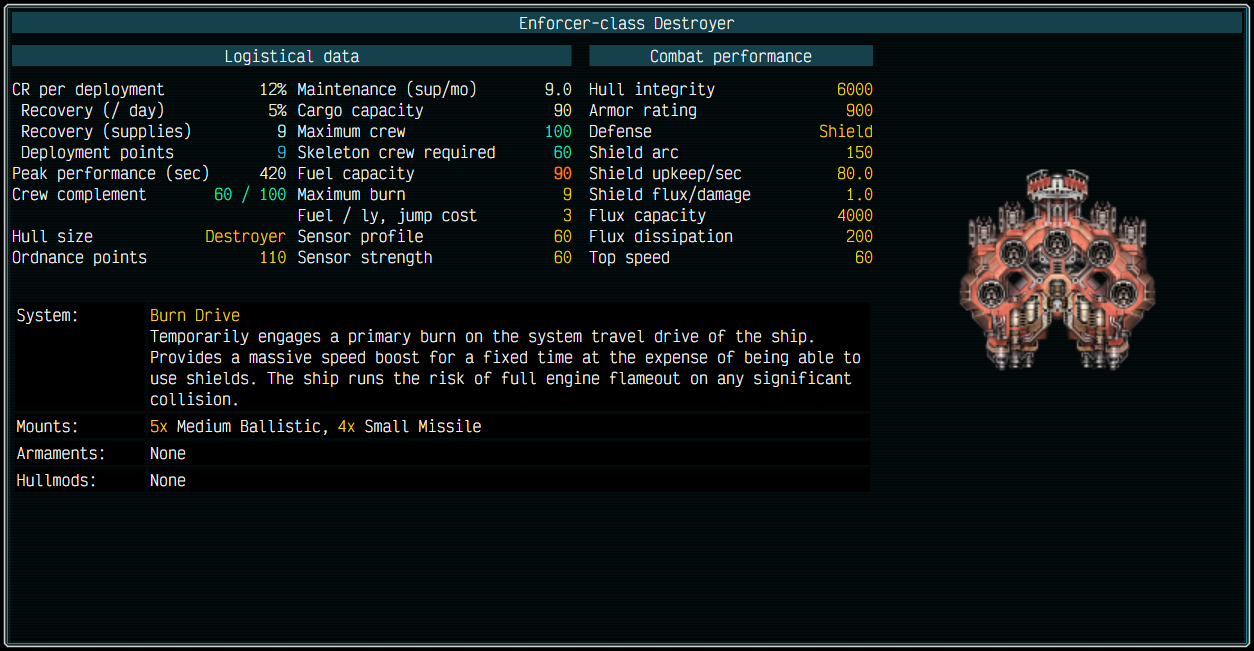 Enforcer-class Destroyer
Logistical data
CR per deployment 12%
Recovery (/ day) 5%
Recovery (supplies) 9
Deployment points 9
Peak performance (sec) 420
Crew complement 60 / 100
Hull size Destroyer
Ordnance points 110
Maintenance (sup/mo) 9.0
Cargo capacity 90
Maximum crew 100
Skeleton crew required 60
Fuel capacity 90
Maximum burn 9
Fuel / ly, jump cost 3
Sensor profile 60
Sensor strength 60
Combat performance
Hull integrity 6000
Armor rating 900
Defense Shield
Shield arc 150
Shield upkeep/sec 80.0
Shield flux/damage 1.0
Flux capacity 4000
Flux dissipation 200
Top speed 60
System: Burn Drive
Temporarily engages a primary burn on the system travel drive of the ship.
Provides a massive speed boost for a fixed time at the expense of being able to
use shields. The ship runs the risk of full engine flameout on any significant
collision.
Mounts: 5x Medium Ballistic, 4x Small Missile
Armaments: None
Hullmods: None